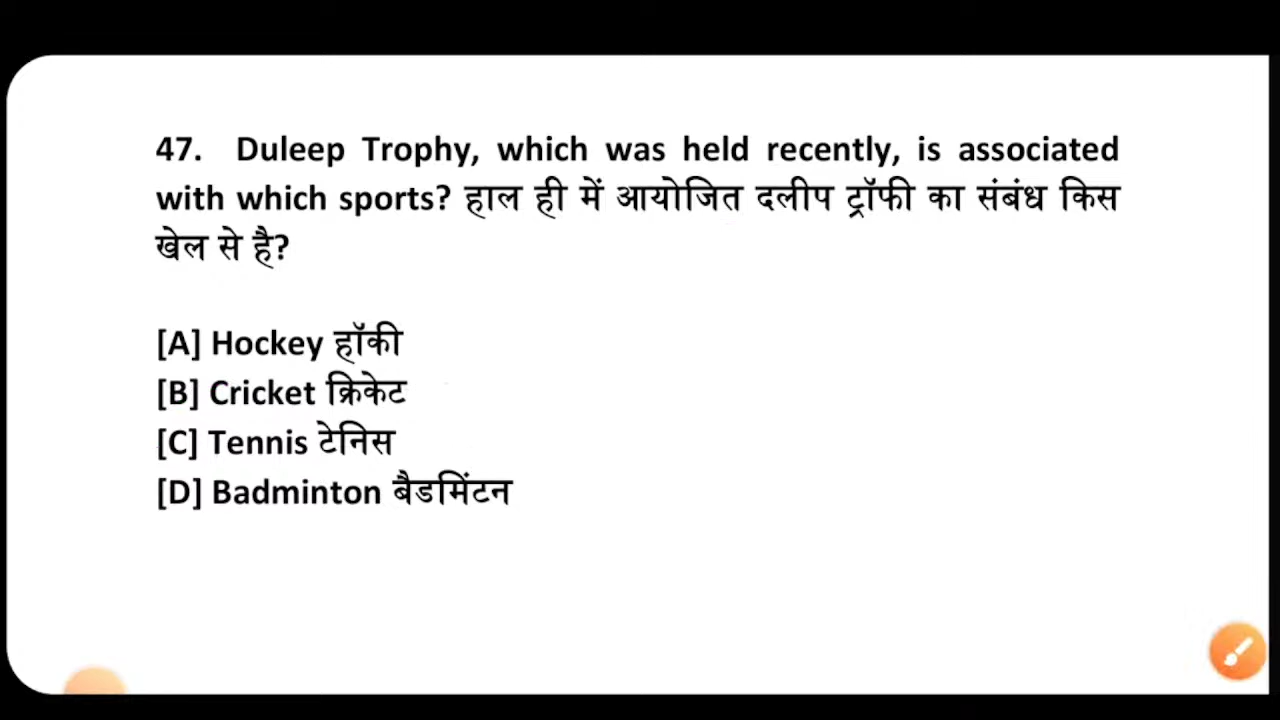 47. Duleep Trophy, which was held recently, is associated
with which sports? हाल ही में आयोजित दलीप ट्रॉफी का संबंध किस
खेल से है?
[A] Hockey हॉकी
[B] Cricket क्रिकेट
[C] Tennis टेनिस
[D] Badminton बैडमिंटन